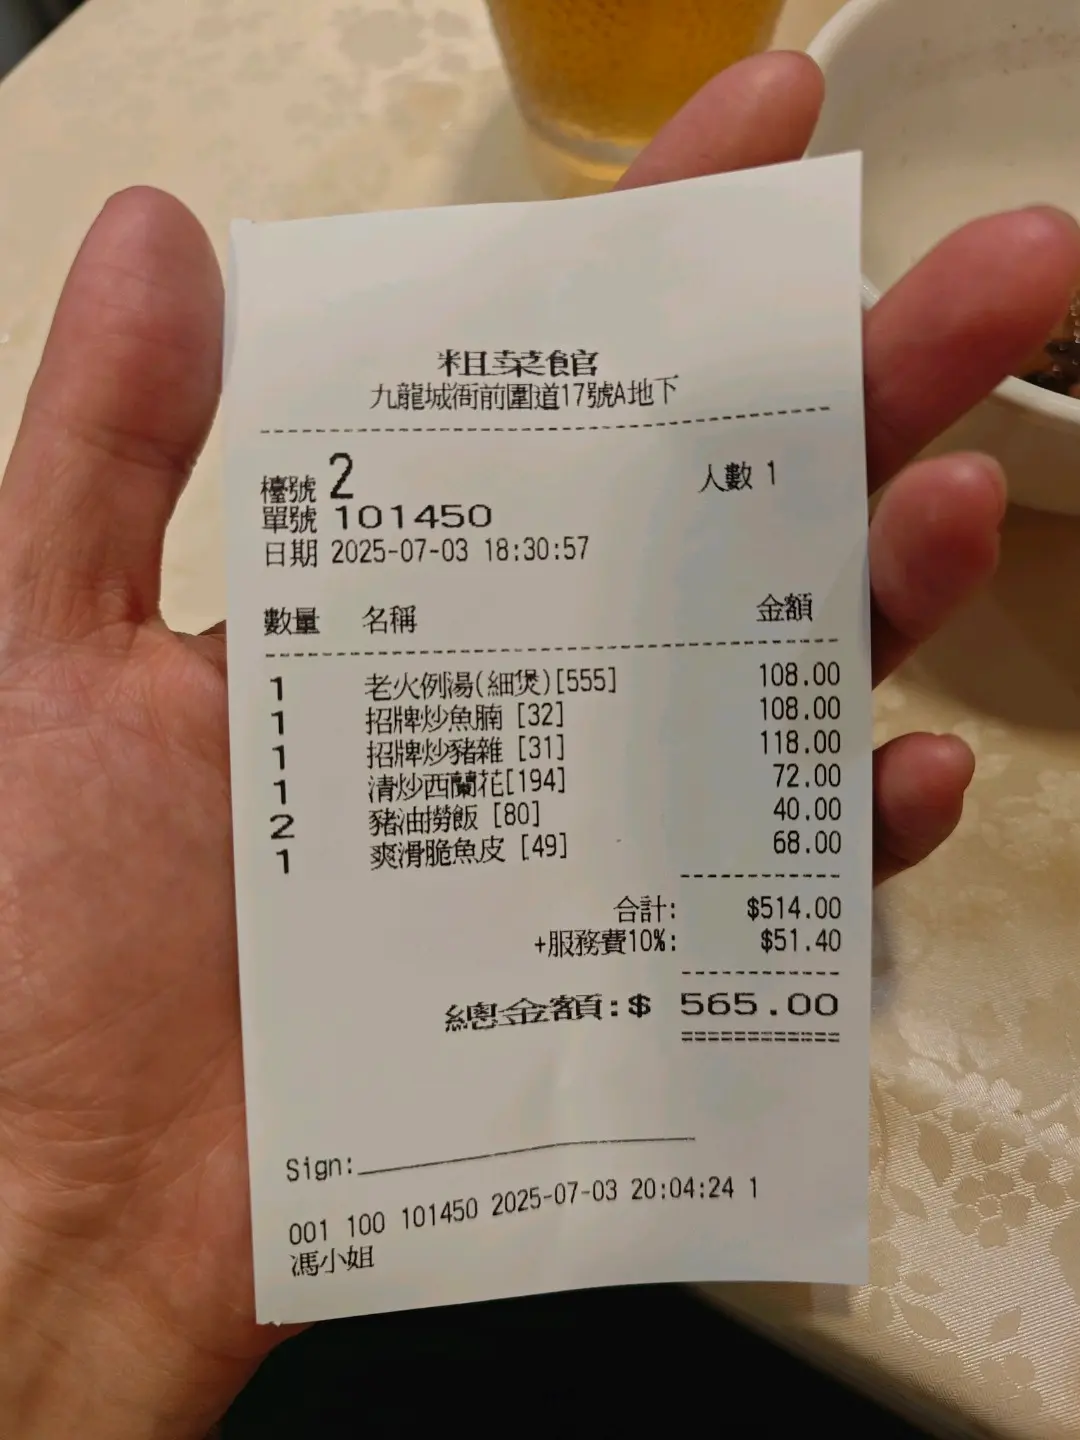 粗菜館
九龍城衙前圍道17號A地下
檯號 2 人數 1
單號 101450
日期 2025-07-03 18:30:57
數量 名稱 金額
1 老火例湯(細煲)[555] 108.00
1 招牌炒魚腩 [32] 108.00
1 招牌炒豬雜 [31] 118.00
1 清炒西蘭花[194] 72.00
2 豬油撈飯 [80] 40.00
1 爽滑脆魚皮 [49] 68.00
合計: $514.00
+服務費10%: $51.40
總金額:$ 565.00
Sign:
001 100 101450 2025-07-03 20:04:24 1
馮小姐